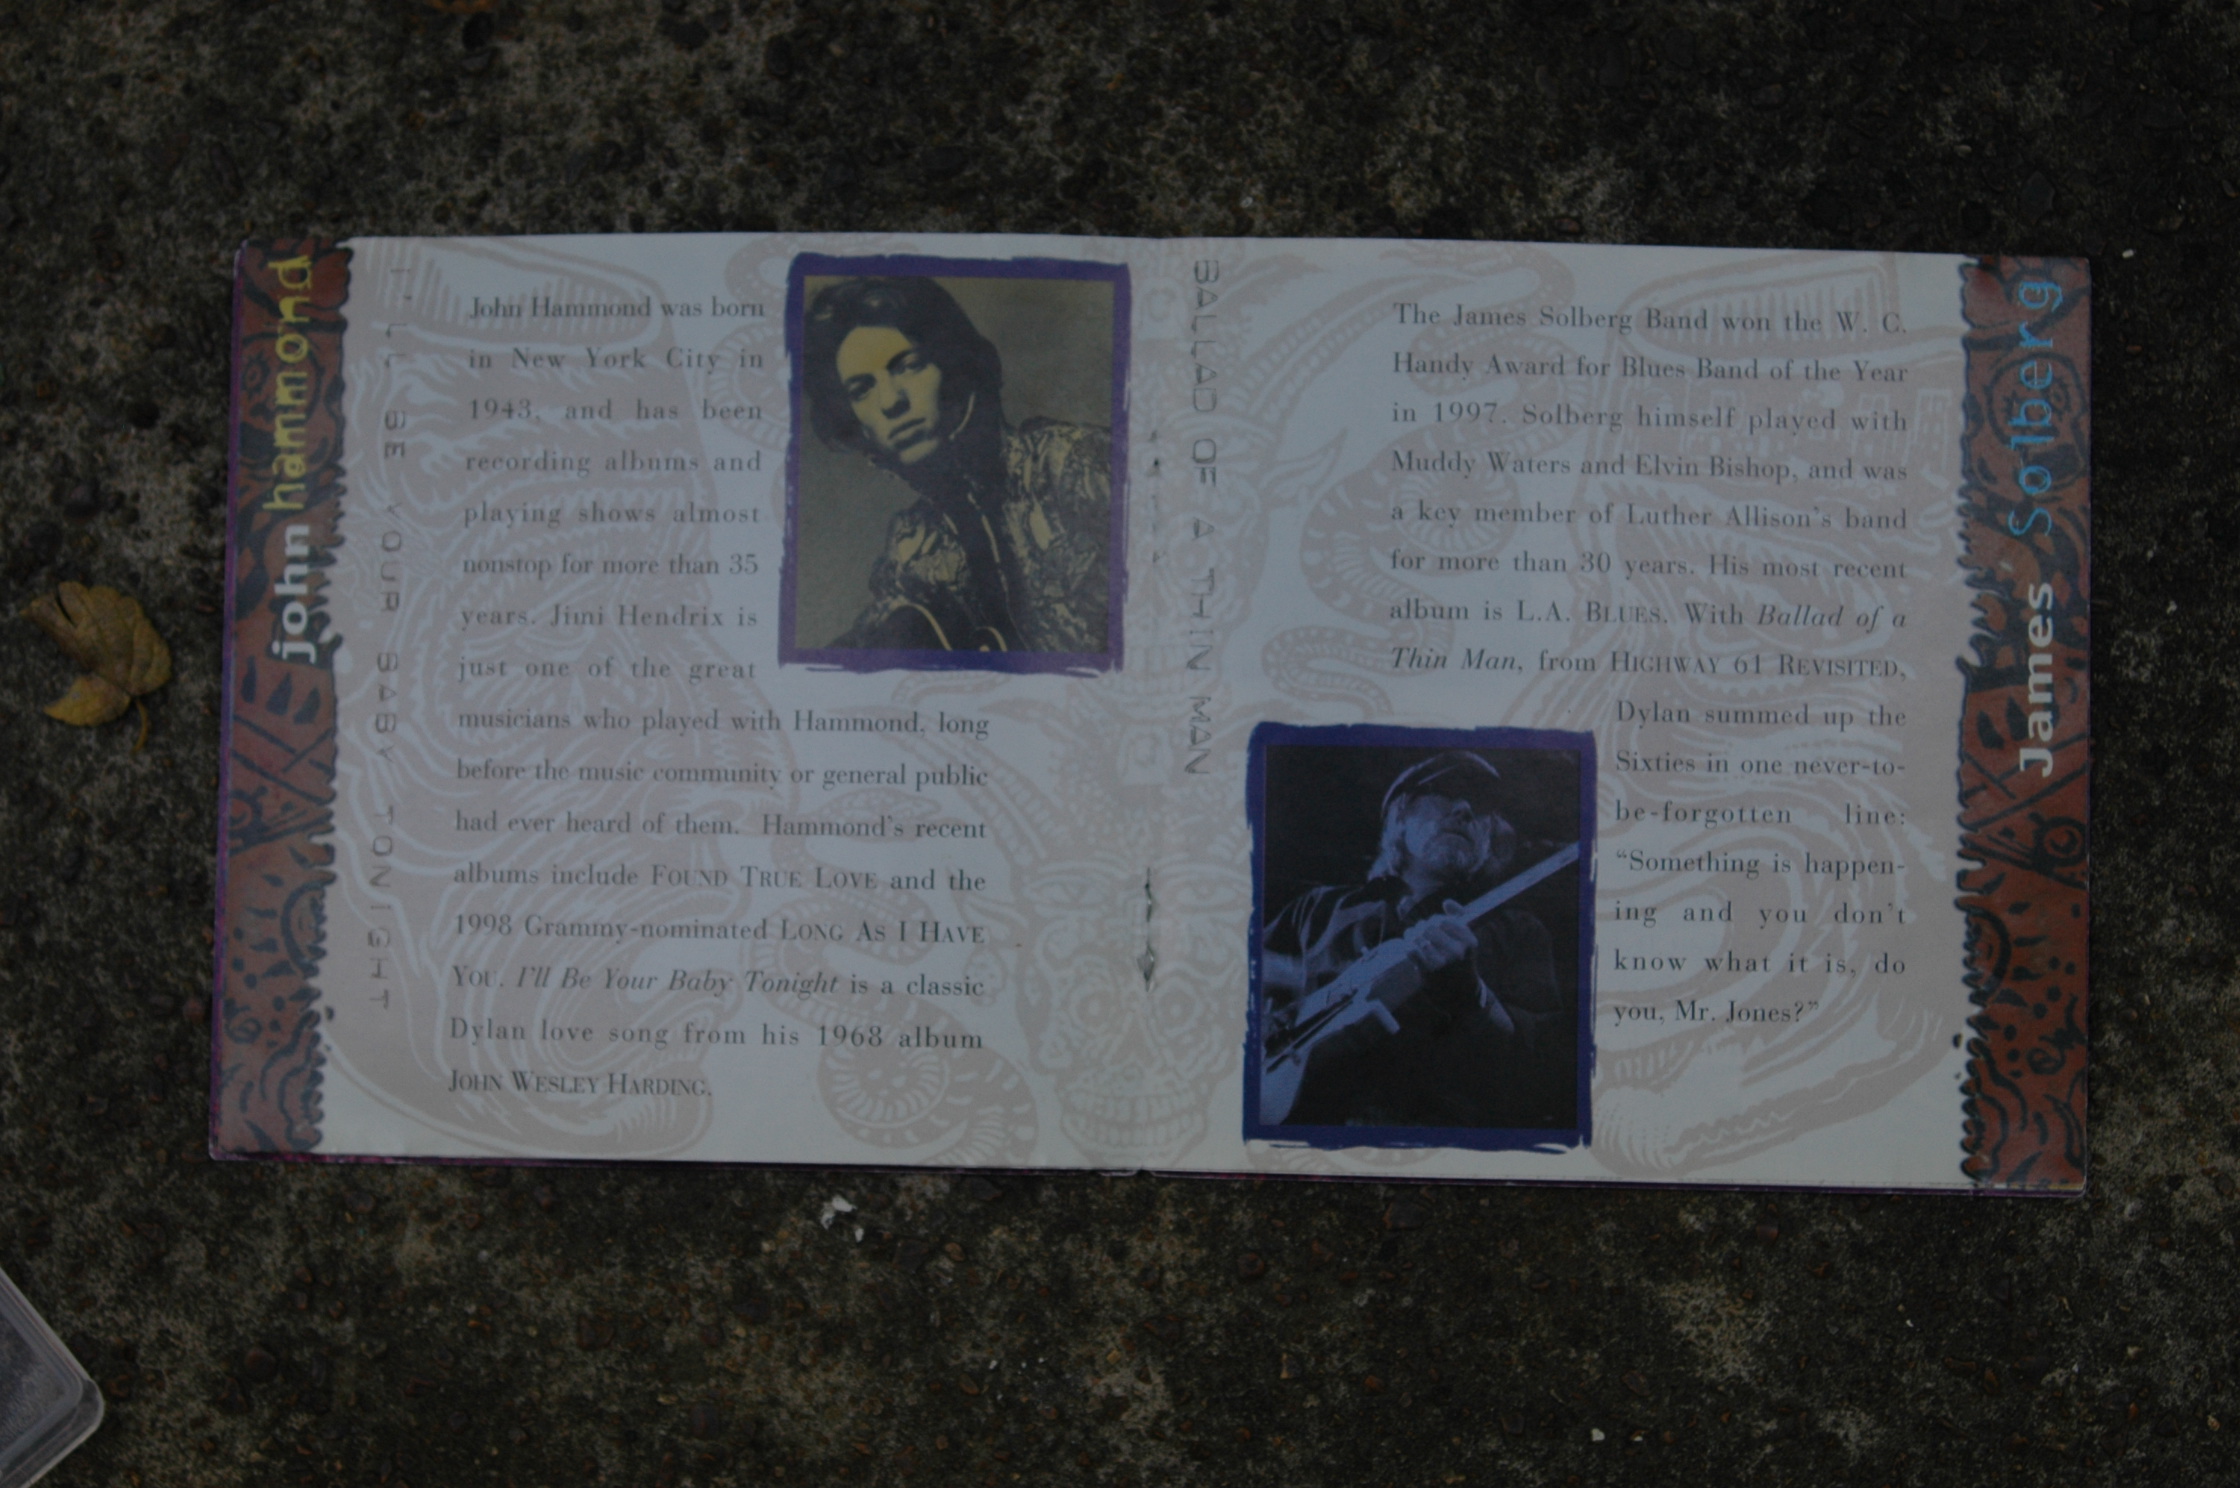 john hammond
I'LL BE YOUR BABY TONIGHT
John Hammond was born
in New York City in
1943, and has been
recording albums and
playing shows almost
nonstop for more than 35
years. Jimi Hendrix is
just one of the great
musicians who played with Hammond, long
before the music community or general public
had ever heard of them. Hammond's recent
albums include FOUND TRUE LOVE and the
1998 Grammy-nominated LONG AS I HAVE
YOU. I'll Be Your Baby Tonight is a classic
Dylan love song from his 1968 album
JOHN WESLEY HARDING.
James Solberg
BALLAD OF A THIN MAN
The James Solberg Band won the W. C.
Handy Award for Blues Band of the Year
in 1997. Solberg himself played with
Muddy Waters and Elvin Bishop, and was
a key member of Luther Allison's band
for more than 30 years. His most recent
album is L.A. BLUES. With Ballad of a
Thin Man, from HIGHWAY 61 REVISITED,
Dylan summed up the
Sixties in one never-to-
be-forgotten line:
"Something is happen-
ing and you don't
know what it is, do
you, Mr. Jones?"